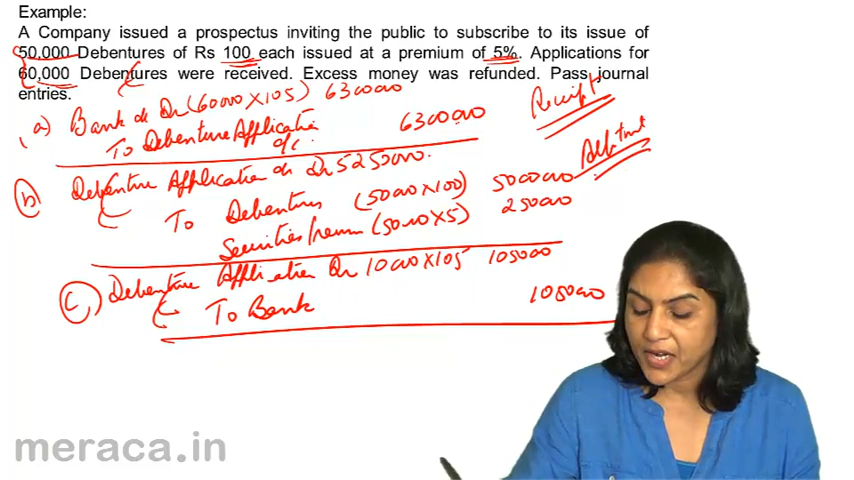 Example:
A Company issued a prospectus inviting the public to subscribe to its issue of
50,000 Debentures of Rs 100 each issued at a premium of 5%. Applications for
60,000 Debentures were received. Excess money was refunded. Pass journal
entries.
a) Bank a/c Dr (60000 x 105) 6300000
To Debenture Application a/c 6300000
Receipt
b) Debenture Application a/c Dr 5250000.
Allotment
To Debentures (50000 x 100) 5000000
Securities Premium (50000 x 5) 250000
c) Debenture Application Dr 10000 x 105 1050000
To Bank 1050000
meraca.in